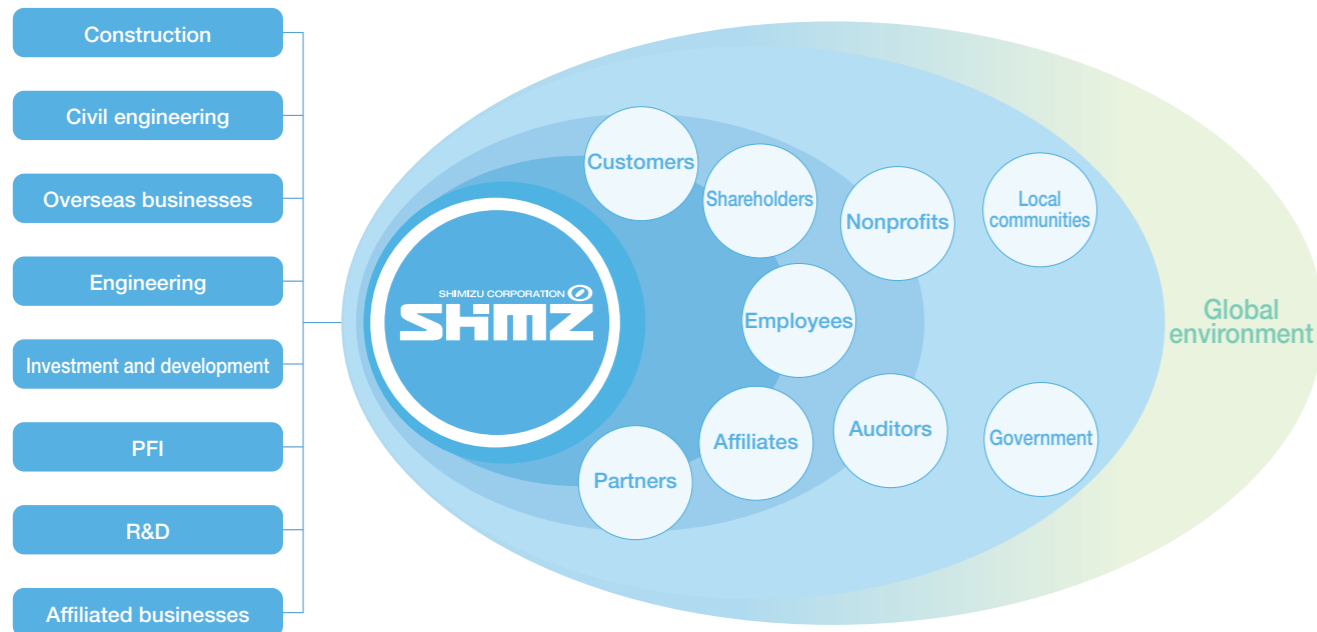 Construction
Civil engineering
Overseas businesses
Engineering
Investment and development
PFI
R&D
Affiliated businesses
SHIMIZU CORPORATION
SHIMZ
Customers
Shareholders
Nonprofits
Local
communities
Employees
Partners
Affiliates
Auditors
Government
Global
environment